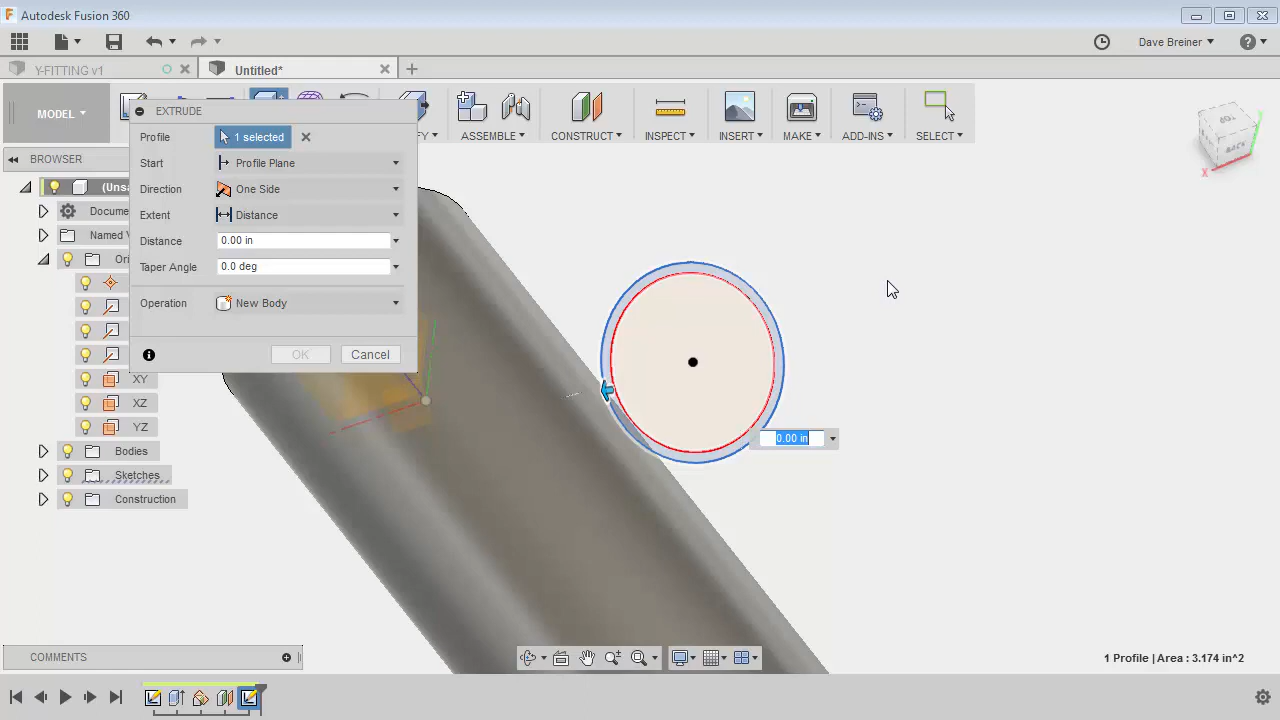 Autodesk Fusion 360
Dave Breiner
Y-FITTING v1
Untitled*
MODEL
ASSEMBLE
CONSTRUCT
INSPECT
INSERT
MAKE
ADD-INS
SELECT
EXTRUDE
Profile
1 selected
Start
Profile Plane
Direction
One Side
Extent
Distance
Distance
0.00 in
Taper Angle
0.0 deg
Operation
New Body
OK
Cancel
BROWSER
(Unsa
Docume
Named V
Ori
XY
XZ
YZ
Bodies
Sketches
Construction
BACK
X
0.00 in
COMMENTS
1 Profile | Area : 3.174 in^2